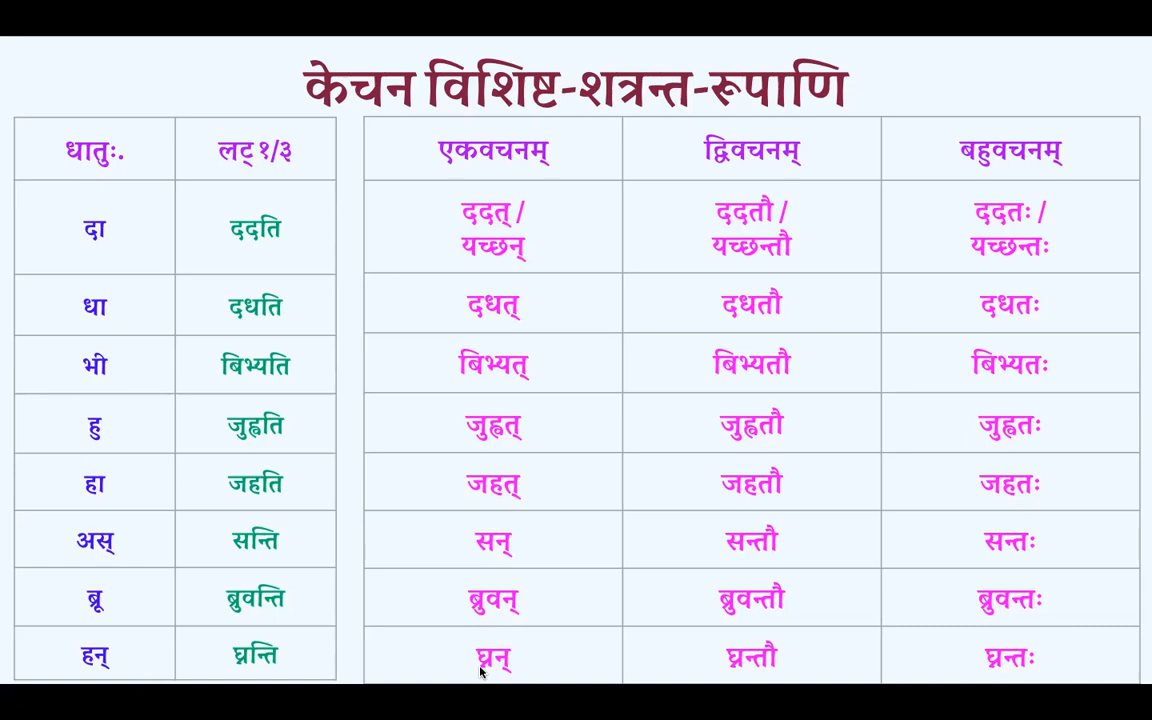 केचन विशिष्ट-शत्रन्त-रूपाणि
धातुः. लट् १/३ एकवचनम् द्विवचनम् बहुवचनम्
दा ददति ददत् / ददतौ / ददतः /
यच्छन् यच्छन्तौ यच्छन्तः
धा दधति दधत् दधतौ दधतः
भी बिभ्यति बिभ्यत् बिभ्यतौ बिभ्यतः
हु जुह्वति जुह्वत् जुह्वतौ जुह्वतः
हा जहति जहत् जहतौ जहतः
अस् सन्ति सन् सन्तौ सन्तः
ब्रू ब्रुवन्ति ब्रुवन् ब्रुवन्तौ ब्रुवन्तः
हन् घ्नन्ति घ्नन् घ्नन्तौ घ्नन्तः